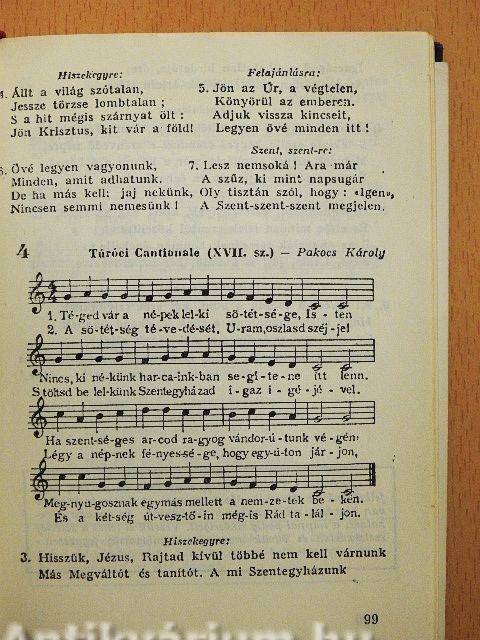 Hiszekegyre:
4. Állt a világ szótalan,
Jessze törzse lombtalan ;
S a hit mégis szárnyat ölt :
Jön Krisztus, kit vár a föld!
Felajánlásra:
5. Jön az Úr, a végtelen,
Könyörül az emberen.
Adjuk vissza kincseit,
Legyen övé minden itt !
6. Övé legyen vagyonunk,
Minden, amit adhatunk.
De ha más kell: jaj nekünk,
Nincsen semmi nemesünk !
Szent, szent-re:
7. Lesz nemsoká ! Ara már
A szűz, ki mint napsugár
Oly tisztán szól, hogy : «Igen»,
A Szent-szent-szent megjelen.
4 Túróci Cantionale (XVII. sz.) — Pakocs Károly
1. Té-ged vár a né-pek lel-ki sö-tét-sé-ge, Is-ten
2. A sö-tét-ség té-ve-dését, U-ram, oszlasd széj-jel
Nincs, ki né-künk har-ca-ink-ban se-gí-te-ne itt lenn.
S töltsd be lel-künk Szentegyházad i-gaz i-gé-jé-vel.
Ha szent-sé-ges ar-cod ra-gyog vándor-ú-tunk vé-gén:
Légy a nép-nek fé-nyes-sé-ge, hogy egy-ú-ton jár-jon,
Meg-nyu-gosznak egymás mellett a nem-ze-tek bé-kén.
És a két-ség út-vesz-tő-in még-is Rád ta-lál-jon.
Hiszekegyre:
3. Hisszük, Jézus, Rajtad kívül többé nem kell várnunk
Más Megváltót és tanítót. A mi Szentegyházunk
99
Antikvárium.hu